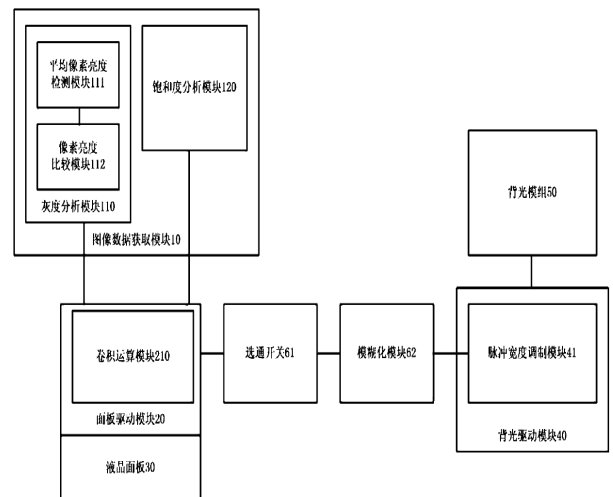 平均像素亮度
检测模块111
像素亮度
比较模块112
灰度分析模块110
饱和度分析模块120
图像数据获取模块10
背光模组50
卷积运算模块210
面板驱动模块20
液晶面板30
选通开关61
模糊化模块62
脉冲宽度调制模块41
背光驱动模块40